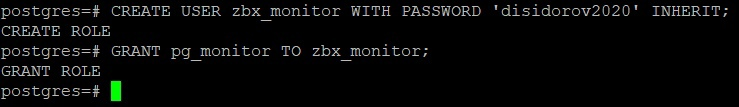 postgres=# CREATE USER zbx_monitor WITH PASSWORD 'disidorov2020' INHERIT;
CREATE ROLE
postgres=# GRANT pg_monitor TO zbx_monitor;
GRANT ROLE
postgres=#